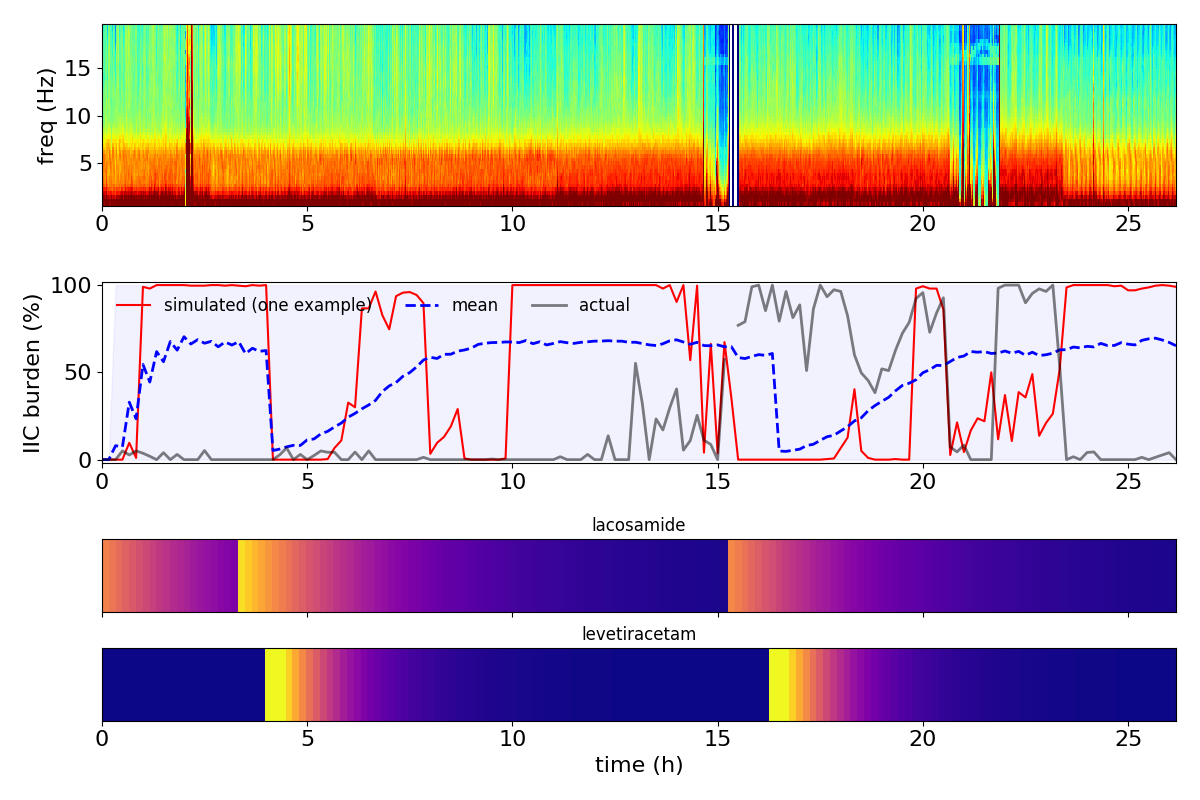 freq (Hz)
15
10
5
0 5 10 15 20 25
IIC burden (%)
100
50
0
simulated (one example) mean actual
0 5 10 15 20 25
lacosamide
levetiracetam
0 5 10 15 20 25
time (h)